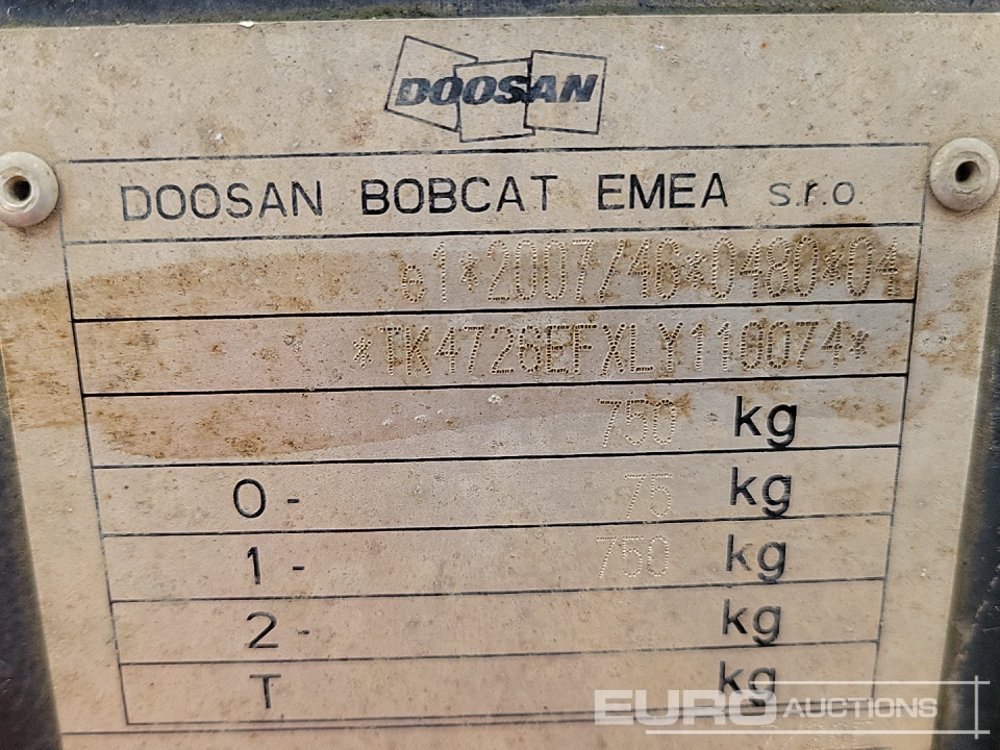 DOOSAN
DOOSAN BOBCAT EMEA s.r.o.
e1*2007/46*0480*04
*TK4726EFXLY110074*
750 kg
0- 75 kg
1- 750 kg
2- kg
T kg
EURO AUCTIONS